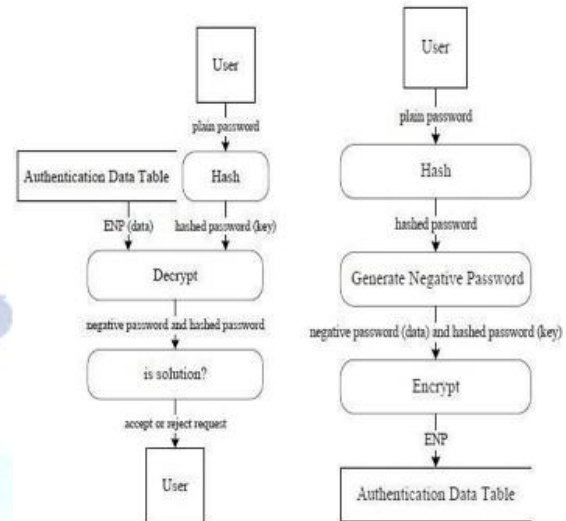 User
plain password
Authentication Data Table
Hash
ENP (data)
hashed password (key)
Decrypt
negative password and hashed password
is solution?
accept or reject request
User
User
plain password
Hash
hashed password
Generate Negative Password
negative password (data) and hashed password (key)
Encrypt
ENP
Authentication Data Table